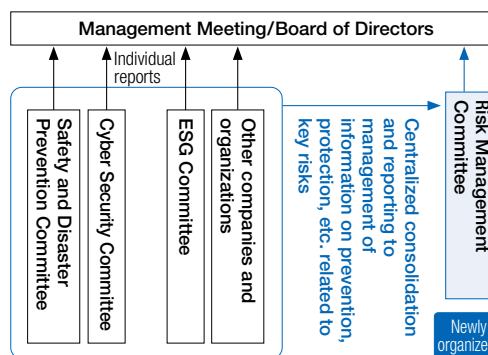 Management Meeting/Board of Directors
Individual
reports
Safety and Disaster
Prevention Committee
Cyber Security Committee
ESG Committee
Other companies and
organizations
Centralized consolidation
and reporting to
management of
information on prevention,
protection, etc. related to
key risks
Risk Management
Committee
Newly
organize